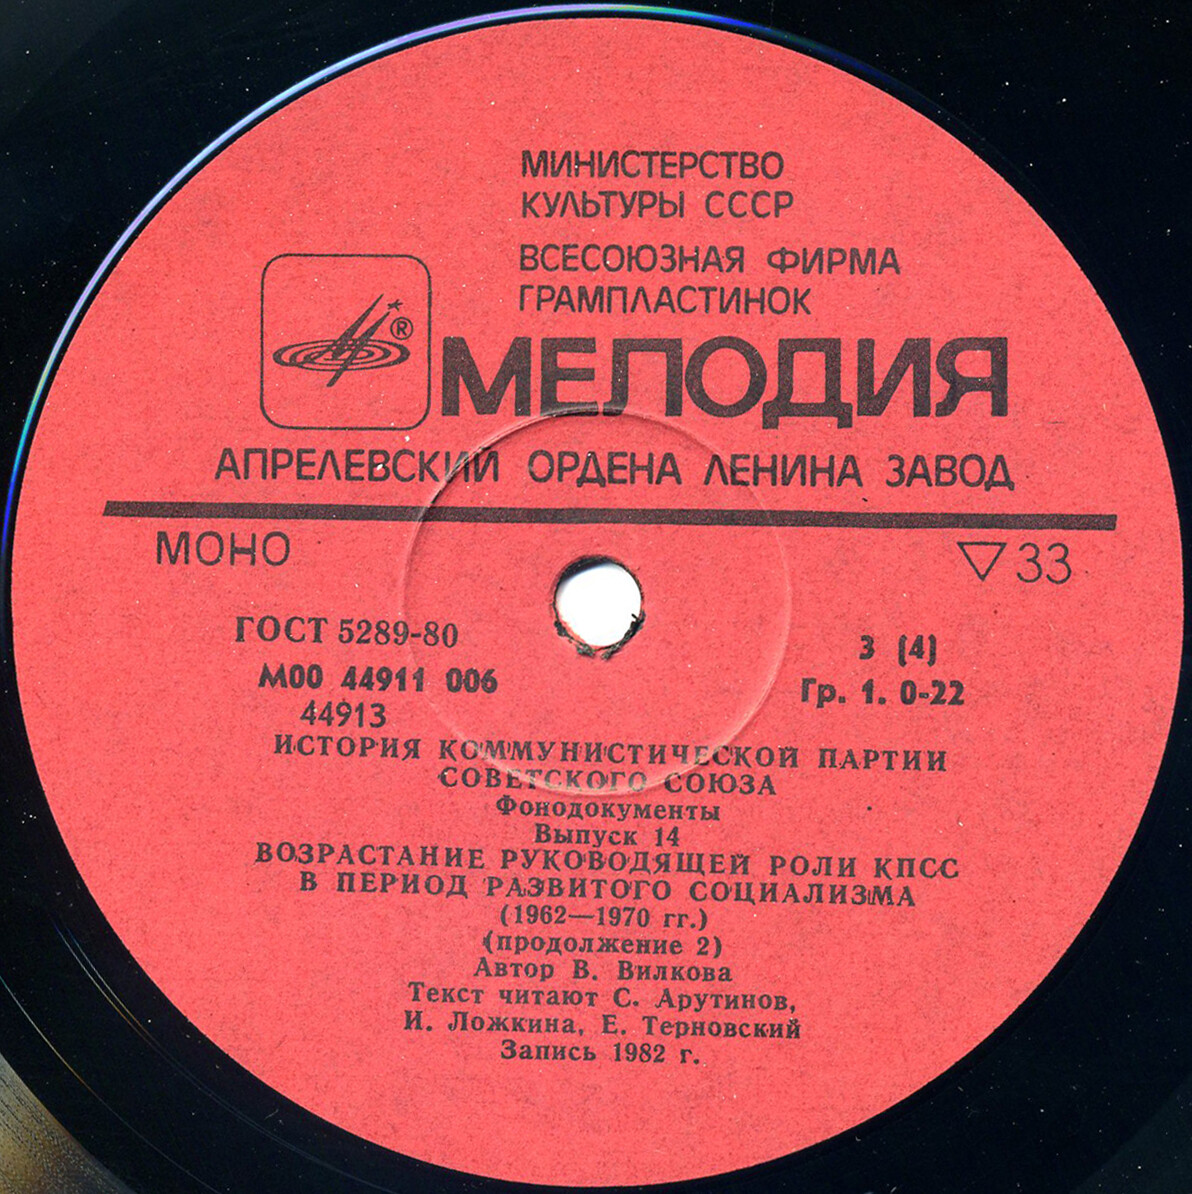 МИНИСТЕРСТВО
КУЛЬТУРЫ СССР
ВСЕСОЮЗНАЯ ФИРМА
ГРАМПЛАСТИНОК
®
МЕЛОДИЯ
АПРЕЛЕВСКИЙ ОРДЕНА ЛЕНИНА ЗАВОД
МОНО
▽33
ГОСТ 5289-80
3 (4)
М00 44911 006
Гр. 1. 0-22
44913
ИСТОРИЯ КОММУНИСТИЧЕСКОЙ ПАРТИИ
СОВЕТСКОГО СОЮЗА
Фонодокументы
Выпуск 14
ВОЗРАСТАНИЕ РУКОВОДЯЩЕЙ РОЛИ КПСС
В ПЕРИОД РАЗВИТОГО СОЦИАЛИЗМА
(1962—1970 гг.)
(продолжение 2)
Автор В. Вилкова
Текст читают С. Арутинов,
И. Ложкина, Е. Терновский
Запись 1982 г.